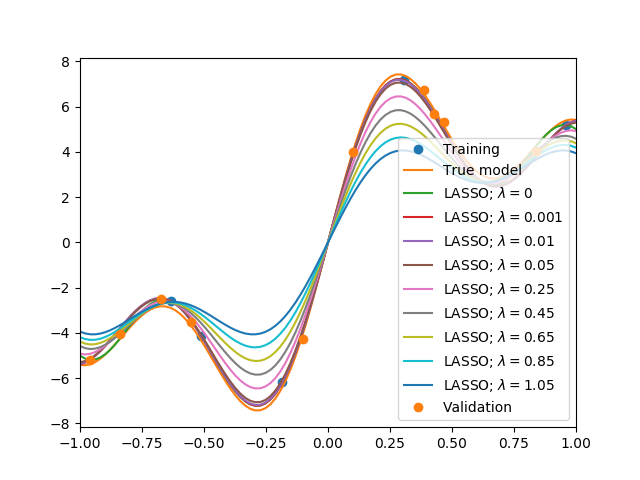 8
6
4
2
0
−2
−4
−6
−8
−1.00 −0.75 −0.50 −0.25 0.00 0.25 0.50 0.75 1.00
Training
True model
LASSO; λ = 0
LASSO; λ = 0.001
LASSO; λ = 0.01
LASSO; λ = 0.05
LASSO; λ = 0.25
LASSO; λ = 0.45
LASSO; λ = 0.65
LASSO; λ = 0.85
LASSO; λ = 1.05
Validation